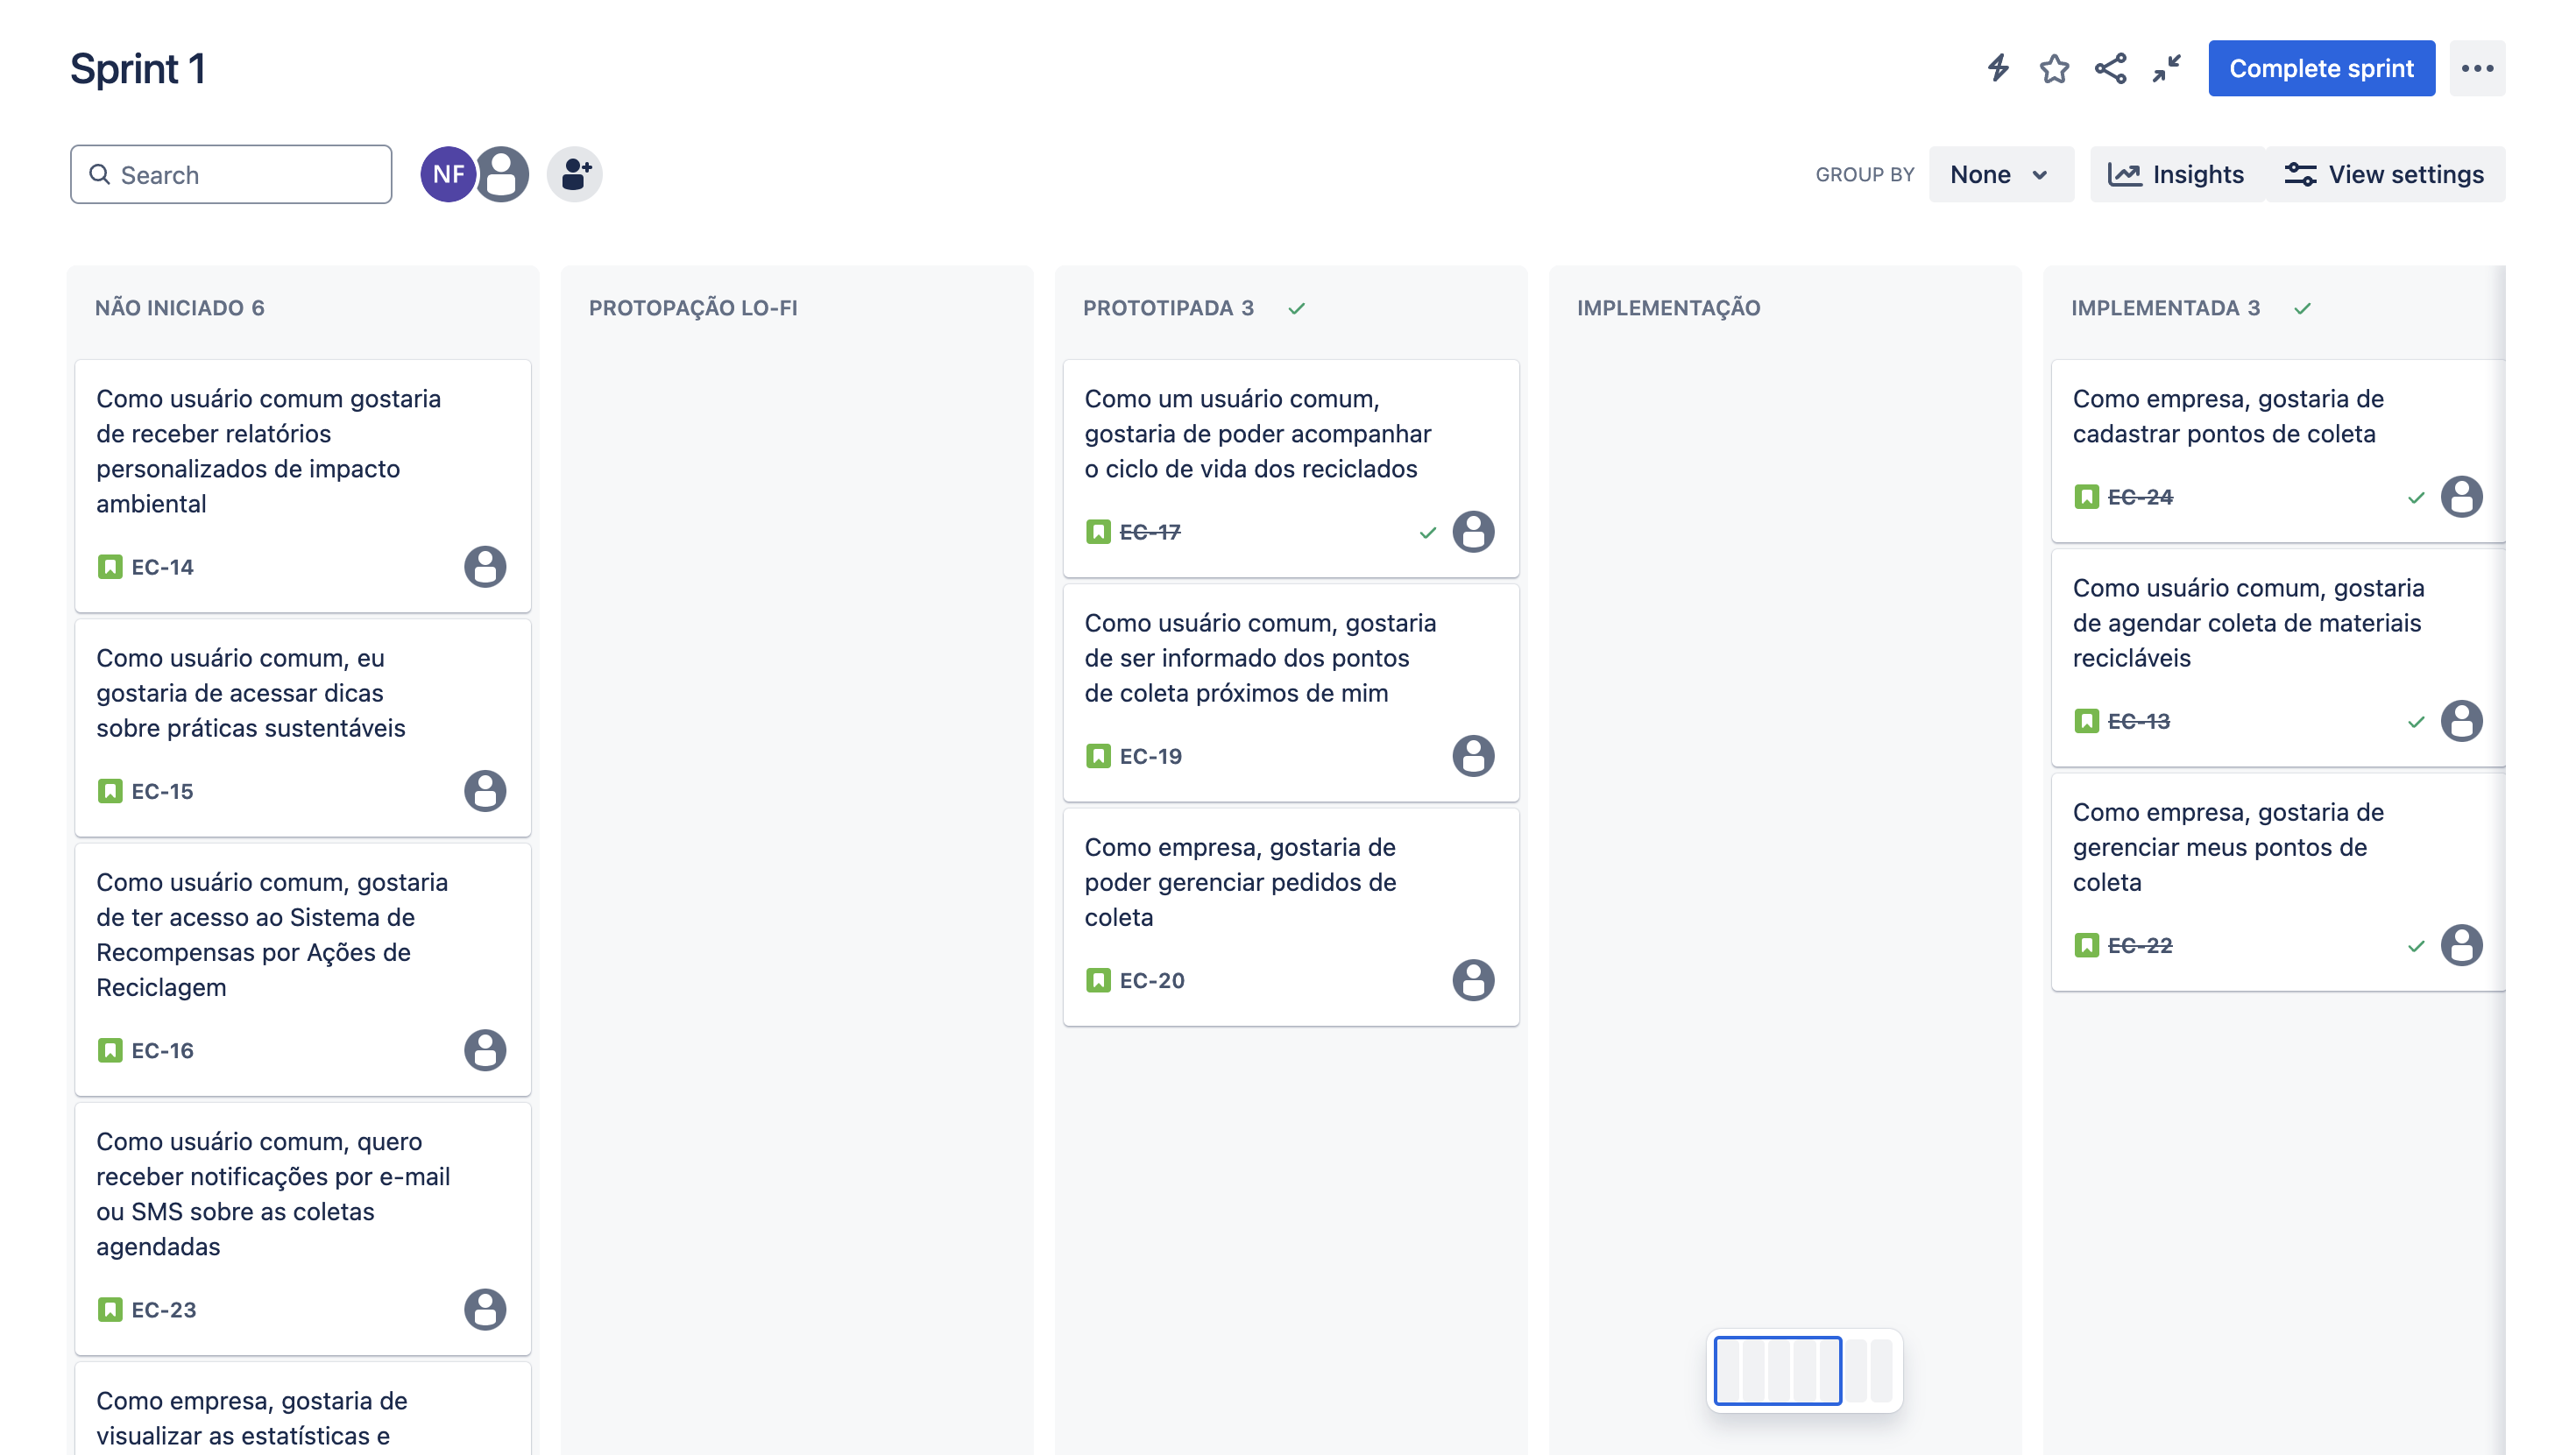 Sprint 1
Complete sprint
Search
NF
GROUP BY
None
Insights
View settings
NÃO INICIADO 6
Como usuário comum gostaria
de receber relatórios
personalizados de impacto
ambiental
EC-14
Como usuário comum, eu
gostaria de acessar dicas
sobre práticas sustentáveis
EC-15
Como usuário comum, gostaria
de ter acesso ao Sistema de
Recompensas por Ações de
Reciclagem
EC-16
Como usuário comum, quero
receber notificações por e-mail
ou SMS sobre as coletas
agendadas
EC-23
Como empresa, gostaria de
visualizar as estatísticas e
PROTOPAÇÃO LO-FI
PROTOTIPADA 3
Como um usuário comum,
gostaria de poder acompanhar
o ciclo de vida dos reciclados
EC-17
Como usuário comum, gostaria
de ser informado dos pontos
de coleta próximos de mim
EC-19
Como empresa, gostaria de
poder gerenciar pedidos de
coleta
EC-20
IMPLEMENTAÇÃO
IMPLEMENTADA 3
Como empresa, gostaria de
cadastrar pontos de coleta
EC-24
Como usuário comum, gostaria
de agendar coleta de materiais
recicláveis
EC-13
Como empresa, gostaria de
gerenciar meus pontos de
coleta
EC-22